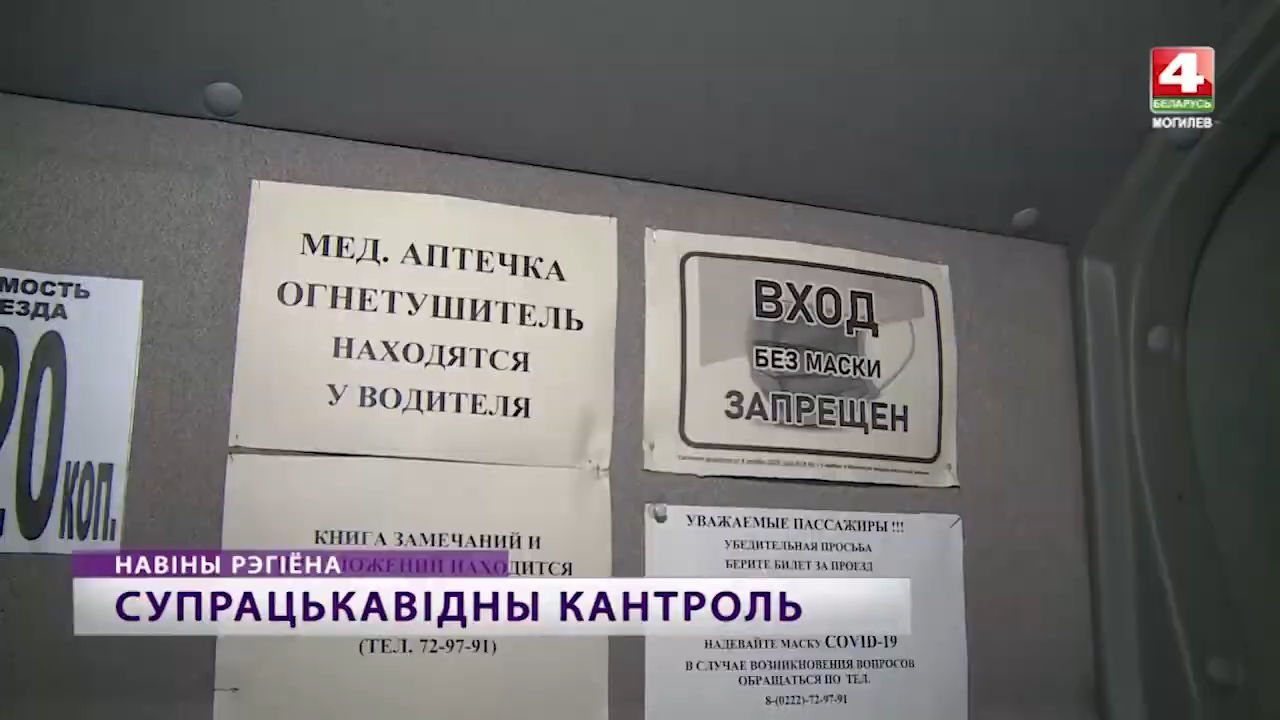 4
БЕЛАРУСЬ
МОГИЛЕВ
МОСТЬ
ЕЗДА
20 КОП.
МЕД. АПТЕЧКА
ОГНЕТУШИТЕЛЬ
НАХОДЯТСЯ
У ВОДИТЕЛЯ
ВХОД
БЕЗ МАСКИ
ЗАПРЕЩЕН
КНИГА ЗАМЕЧАНИЙ И
ЛОЖЕНИЙ НАХОДИТСЯ
(ТЕЛ. 72-97-91)
УВАЖАЕМЫЕ ПАССАЖИРЫ !!!
УБЕДИТЕЛЬНАЯ ПРОСЬБА
БЕРИТЕ БИЛЕТ ЗА ПРОЕЗД
НАДЕВАЙТЕ МАСКУ COVID-19
В СЛУЧАЕ ВОЗНИКНОВЕНИЯ ВОПРОСОВ
ОБРАЩАТЬСЯ ПО ТЕЛ.
8-(0222)-72-97-91
НАВІНЫ РЭГІЁНА
СУПРАЦЬКАВІДНЫ КАНТРОЛЬ